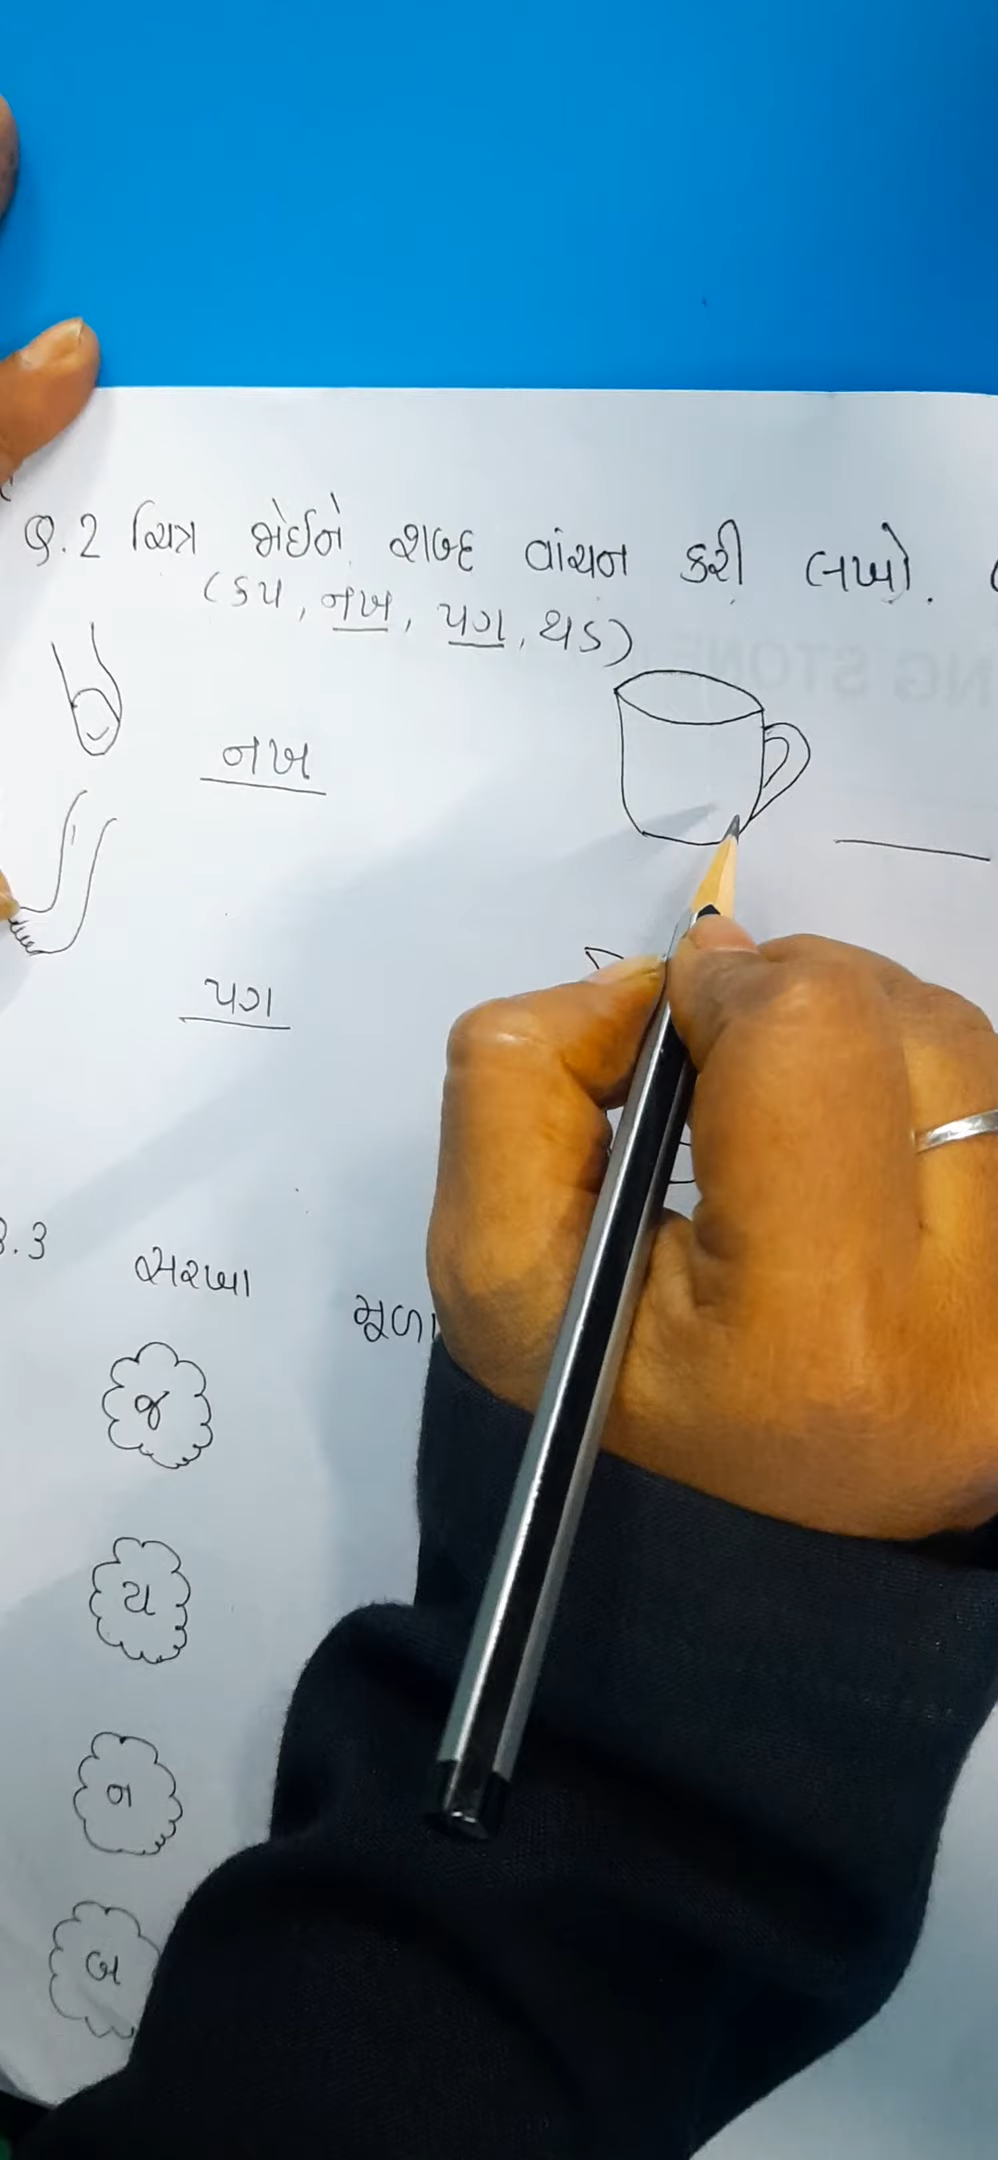 Q.2 ચિત્ર જોઈને શબ્દ વાંચન કરી લખો. (
(કપ, નખ, પગ, થડ)
નખ
પગ
.3 સરખા મૂળા
જ
ય
ન
બ